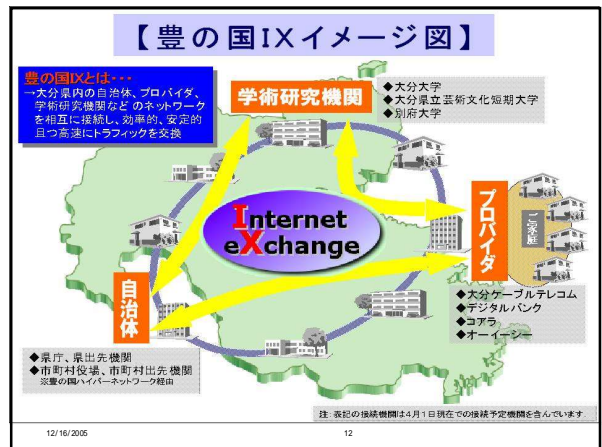 【豊の国IXイメージ図】
豊の国IXとは・・・
→大分県内の自治体、プロバイダ、
学術研究機関など のネットワーク
を相互に接続し、効率的、安定的
且つ高速にトラフィックを交換
学術研究機関
◆大分大学
◆大分県立芸術文化短期大学
◆別府大学
Internet
eXchange
プロバイダ
ご家庭
◆大分ケーブルテレコム
◆デジタルバンク
◆コアラ
◆オーイーシー
自治体
◆県庁、県出先機関
◆市町村役場、市町村出先機関
※豊の国ハイパーネットワーク経由
注：表記の接続機関は4月1日現在での接続予定機関を含んでいます.
12/16/2005
12